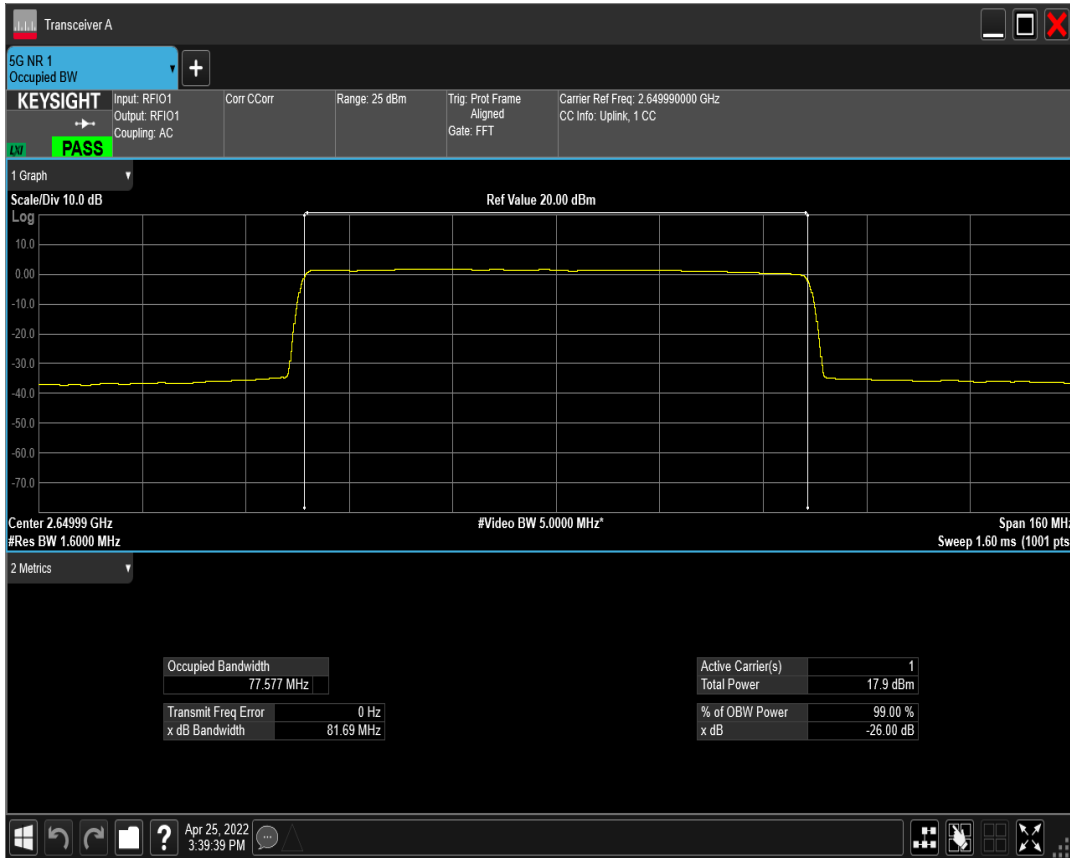 Transceiver A
5G NR 1
Occupied BW
+
KEYSIGHT
LXI
PASS
Input: RFIO1
Output: RFIO1
Coupling: AC
Corr CCorr
Range: 25 dBm
Trig: Prot Frame
Aligned
Gate: FFT
Carrier Ref Freq: 2.649990000 GHz
CC Info: Uplink, 1 CC
1 Graph
Scale/Div 10.0 dB
Ref Value 20.00 dBm
Log
10.0
0.00
-10.0
-20.0
-30.0
-40.0
-50.0
-60.0
-70.0
Center 2.64999 GHz
#Video BW 5.0000 MHz*
Span 160 MHz
#Res BW 1.6000 MHz
Sweep 1.60 ms (1001 pts
2 Metrics
Occupied Bandwidth
77.577 MHz
Transmit Freq Error 0 Hz
x dB Bandwidth 81.69 MHz
Active Carrier(s) 1
Total Power 17.9 dBm
% of OBW Power 99.00 %
x dB -26.00 dB
?
Apr 25, 2022
3:39:39 PM